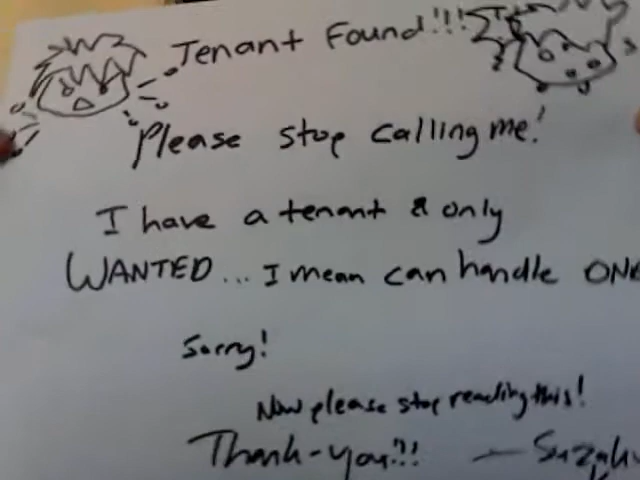 Tenant Found!!!
Please stop calling me!
I have a tenant & only
WANTED... I mean can handle ONE
Sorry!
Now please stop reading this!
Thank-you?!!